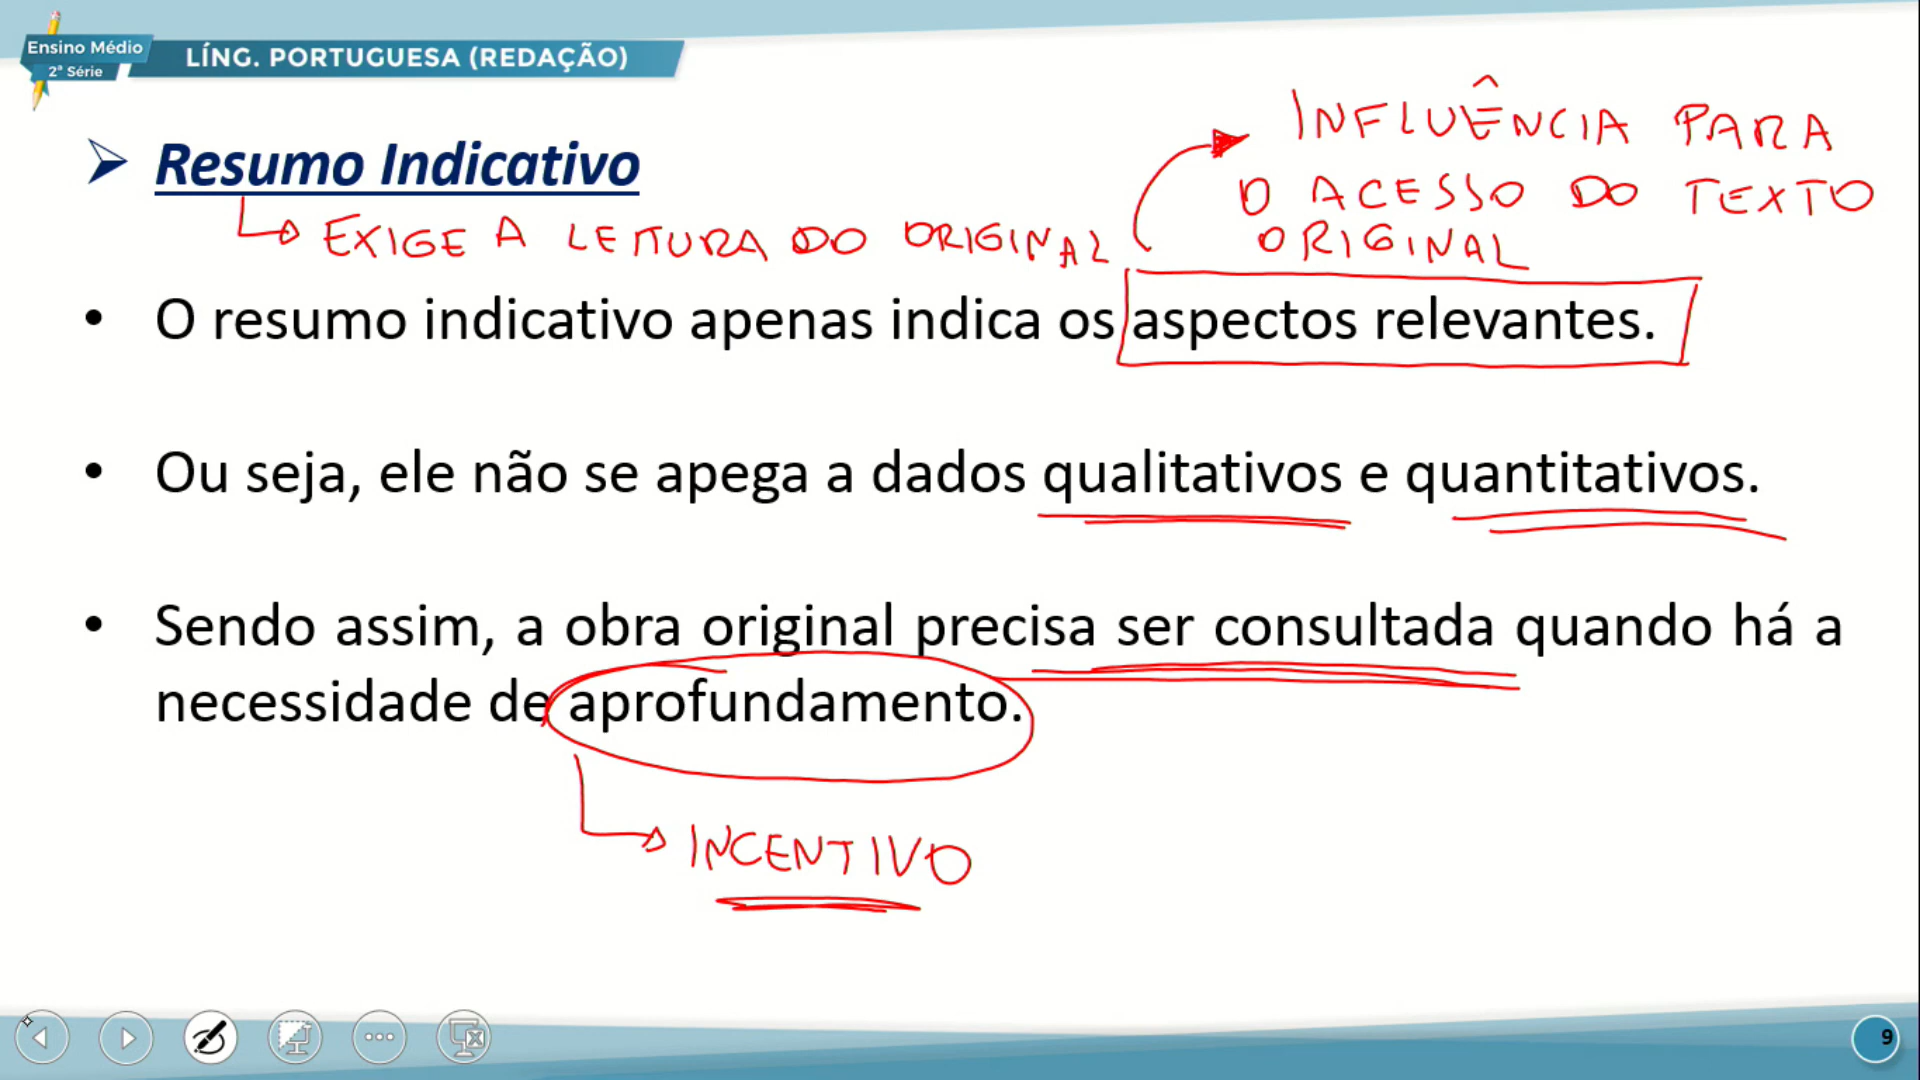 Ensino Médio
2ª Série
LÍNG. PORTUGUESA (REDAÇÃO)
INFLUÊNCIA PARA
O ACESSO DO TEXTO
ORIGINAL
Resumo Indicativo
EXIGE A LEITURA DO ORIGINAL
• O resumo indicativo apenas indica os aspectos relevantes.
• Ou seja, ele não se apega a dados qualitativos e quantitativos.
• Sendo assim, a obra original precisa ser consultada quando há a
necessidade de aprofundamento.
INCENTIVO
9